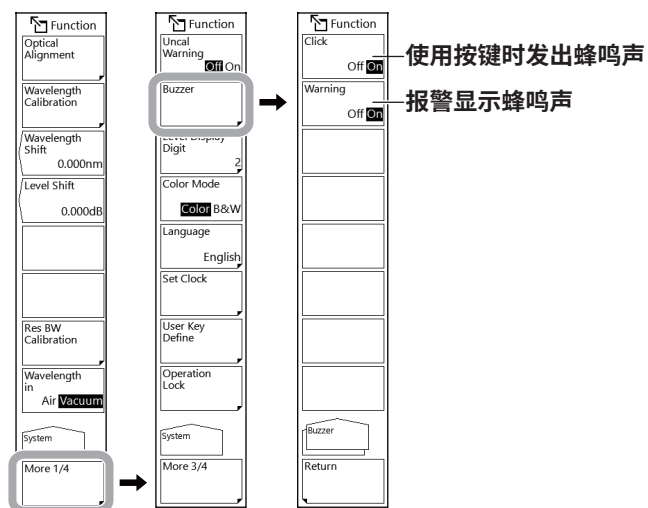 Function
Optical
Alignment
Wavelength
Calibration
Wavelength
Shift
0.000nm
Level Shift
0.000dB
Res BW
Calibration
Wavelength
in
Air Vacuum
System
More 1/4
Function
Uncal
Warning
Off On
Buzzer
Level Display
Digit
2
Color Mode
Color B&W
Language
English
Set Clock
User Key
Define
Operation
Lock
System
More 3/4
Function
Click
Off On
使用按键时发出蜂鸣声
Warning
Off On
报警显示蜂鸣声
Buzzer
Return